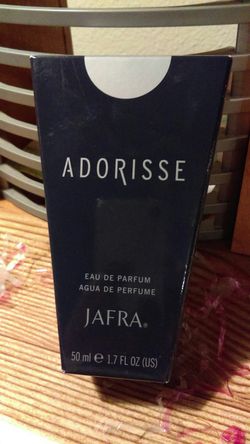 ADORISSE
EAU DE PARFUM
AGUA DE PERFUME
JAFRA®
50 ml ℮ 1.7 FL OZ (US)